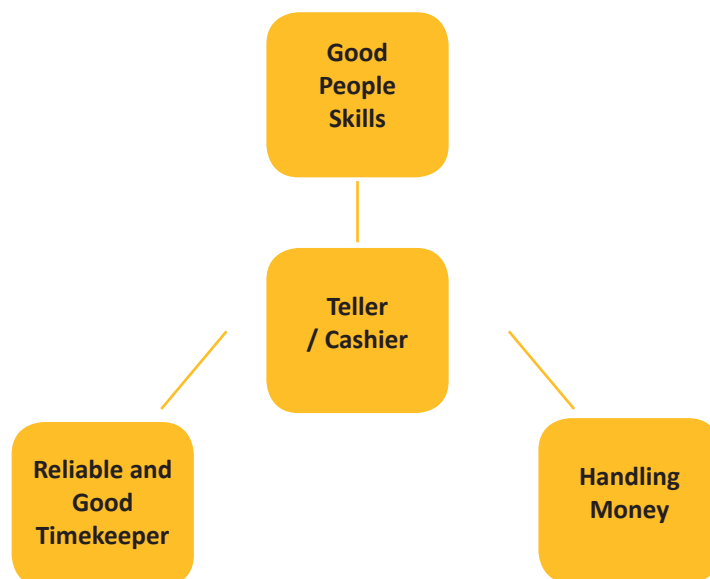 Good
People
Skills
Teller
/ Cashier
Reliable and
Good
Timekeeper
Handling
Money